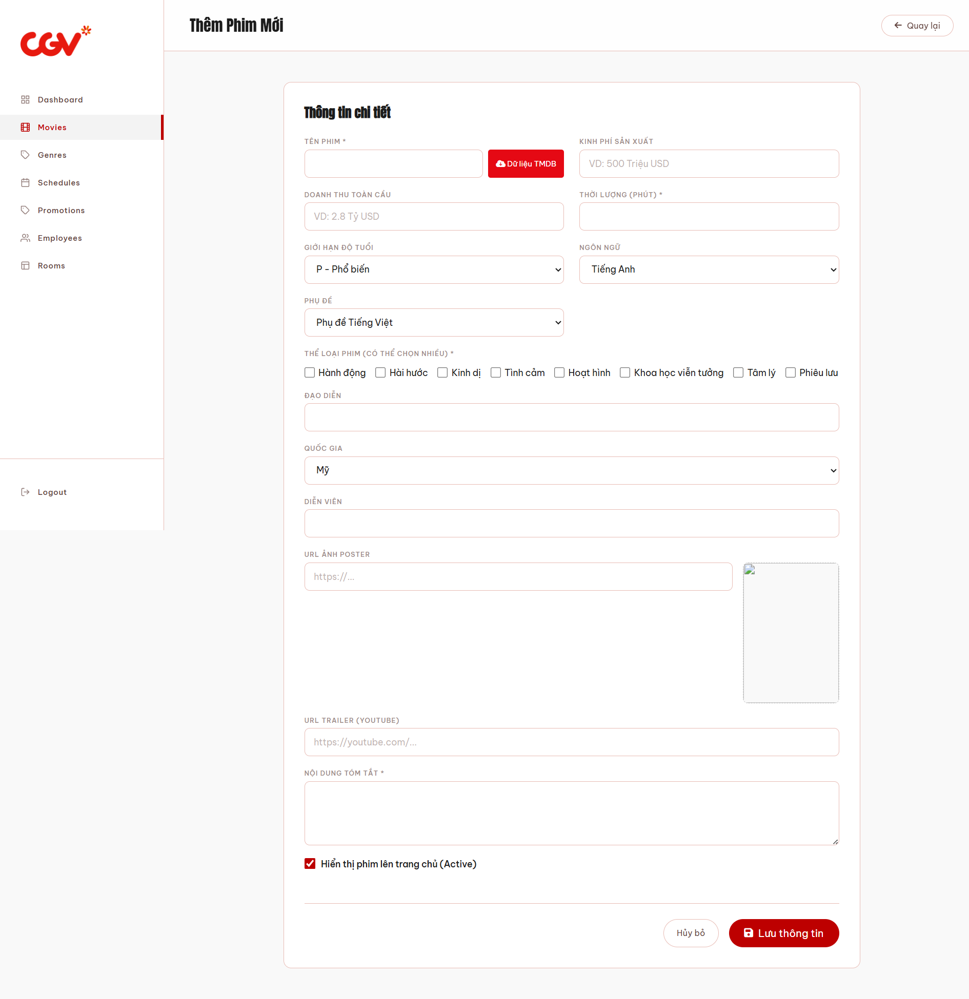 CGV
Thêm Phim Mới
Quay lại
Dashboard
Movies
Genres
Schedules
Promotions
Employees
Rooms
Logout
Thông tin chi tiết
TÊN PHIM *
Dữ liệu TMDB
KINH PHÍ SẢN XUẤT
VD: 500 Triệu USD
DOANH THU TOÀN CẦU
VD: 2.8 Tỷ USD
THỜI LƯỢNG (PHÚT) *
GIỚI HẠN ĐỘ TUỔI
P - Phổ biến
NGÔN NGỮ
Tiếng Anh
PHỤ ĐỀ
Phụ đề Tiếng Việt
THỂ LOẠI PHIM (CÓ THỂ CHỌN NHIỀU) *
Hành động Hài hước Kinh dị Tình cảm Hoạt hình Khoa học viễn tưởng Tâm lý Phiêu lưu
ĐẠO DIỄN
QUỐC GIA
Mỹ
DIỄN VIÊN
URL ẢNH POSTER
https://...
URL TRAILER (YOUTUBE)
https://youtube.com/...
NỘI DUNG TÓM TẮT *
Hiển thị phim lên trang chủ (Active)
Hủy bỏ
Lưu thông tin